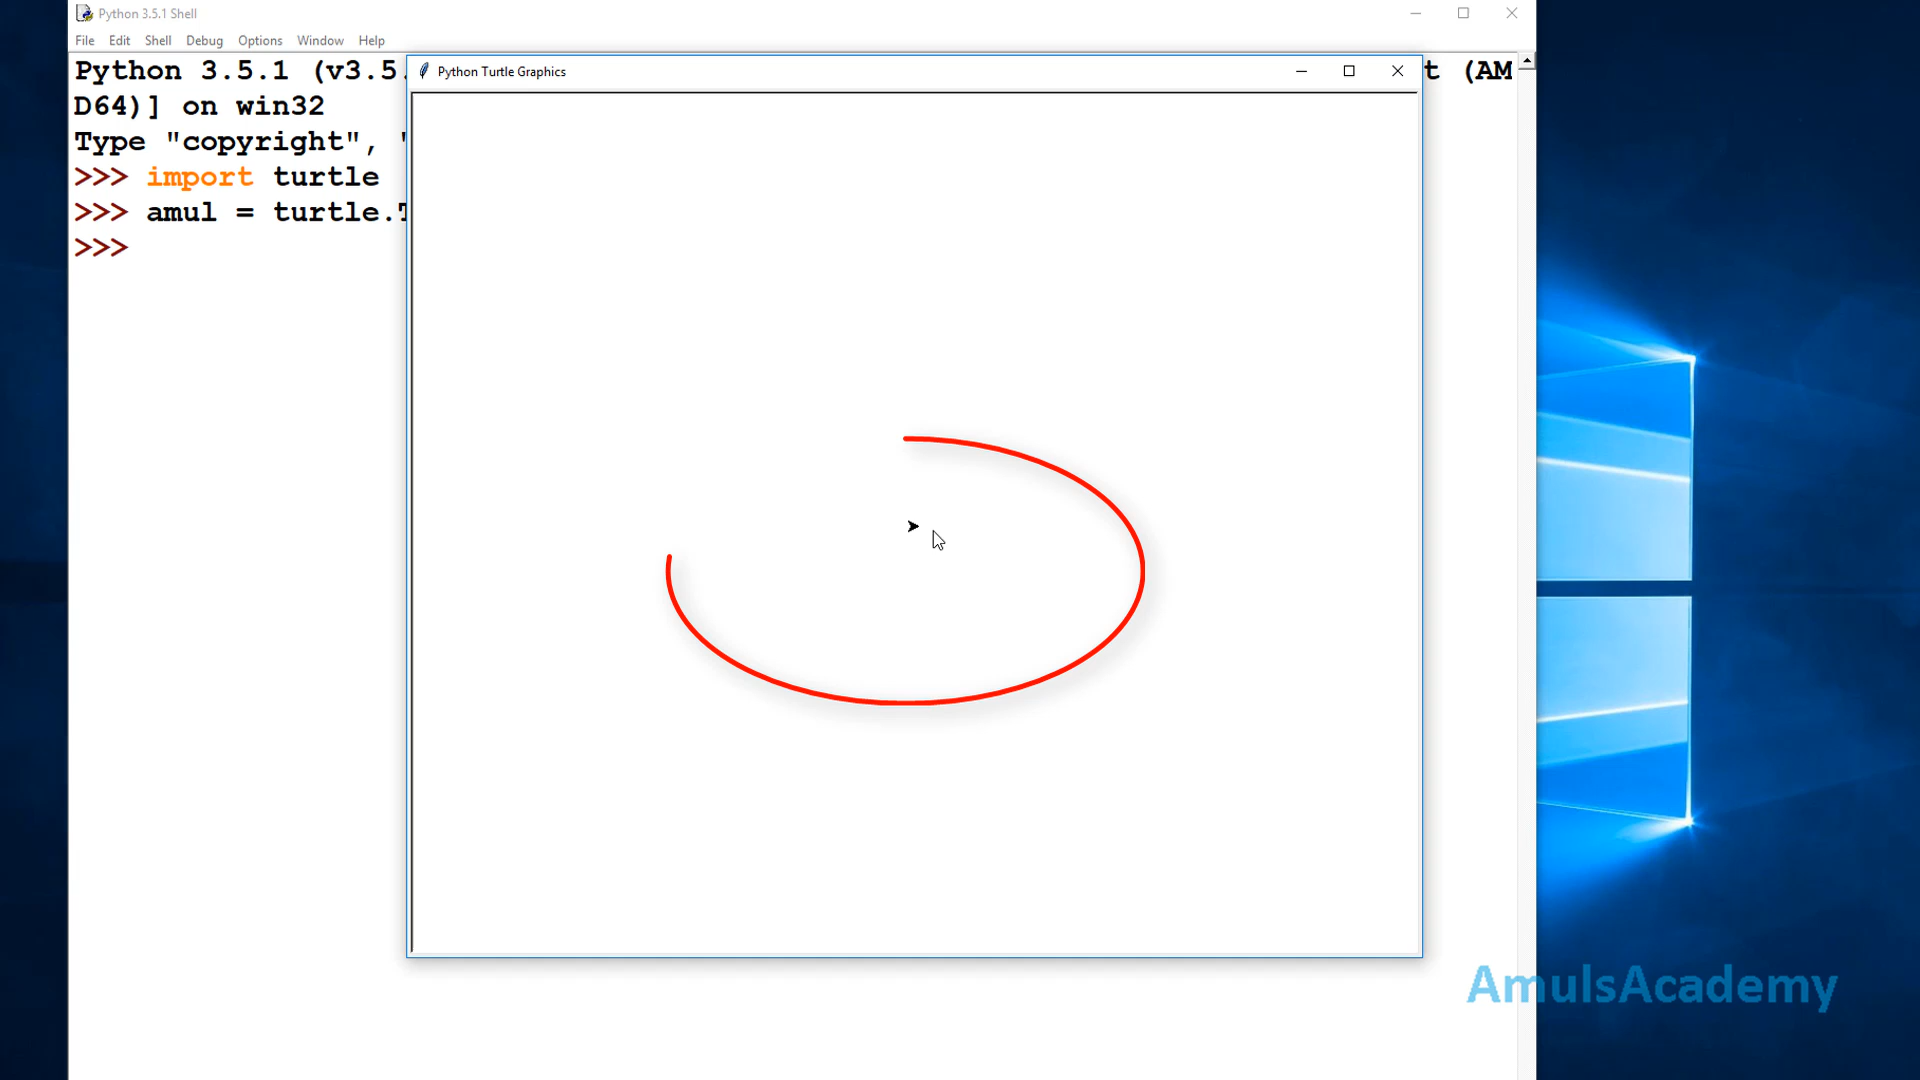 Python 3.5.1 Shell
File Edit Shell Debug Options Window Help
Python 3.5.1 (v3.5. t (AM
D64)] on win32
Type "copyright", "
>>> import turtle
>>> amul = turtle.T
>>>
Python Turtle Graphics
AmulsAcademy